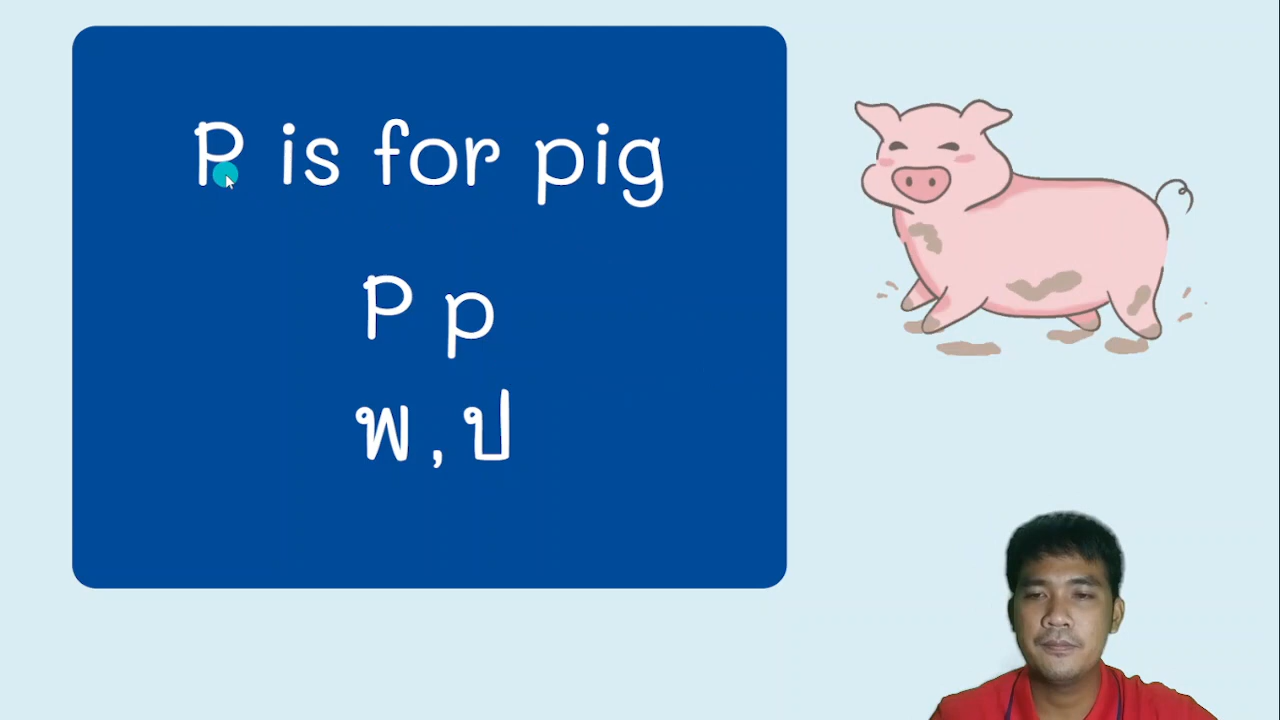 P is for pig
P p
พ , ป